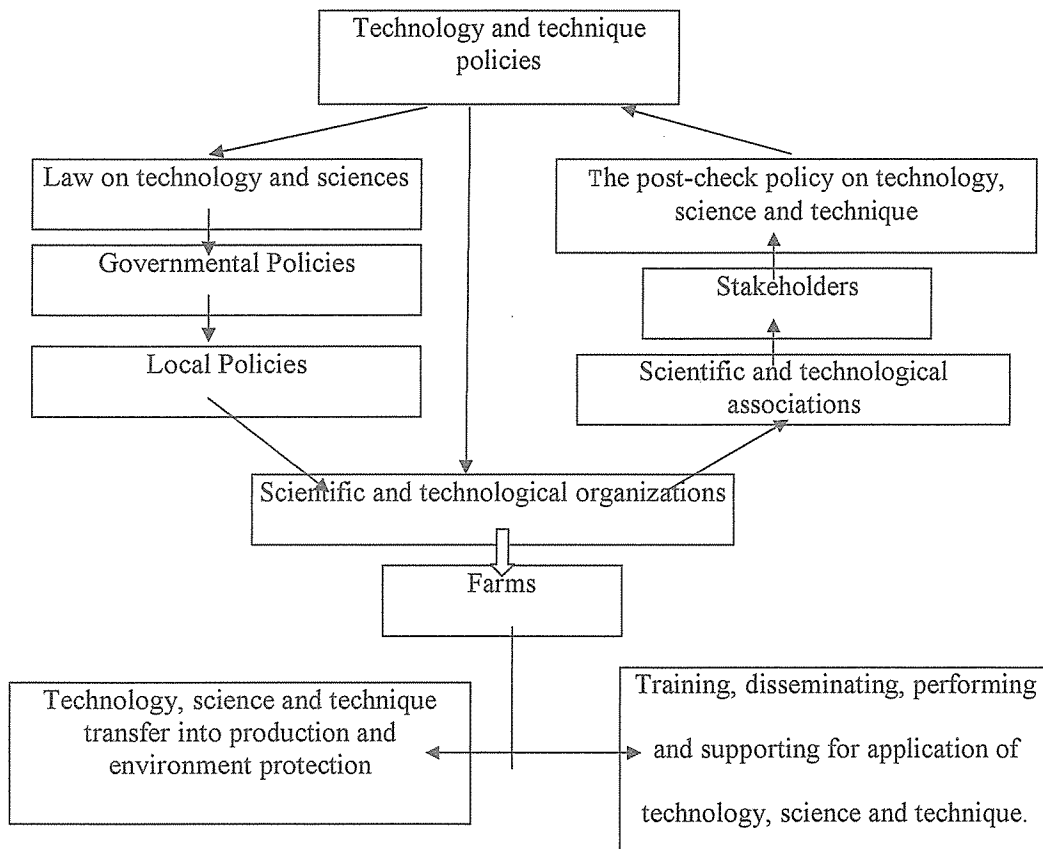 Technology and technique
policies
Law on technology and sciences
Governmental Policies
Local Policies
The post-check policy on technology,
science and technique
Stakeholders
Scientific and technological
associations
Scientific and technological organizations
Farms
Technology, science and technique
transfer into production and
environment protection
Training, disseminating, performing
and supporting for application of
technology, science and technique.